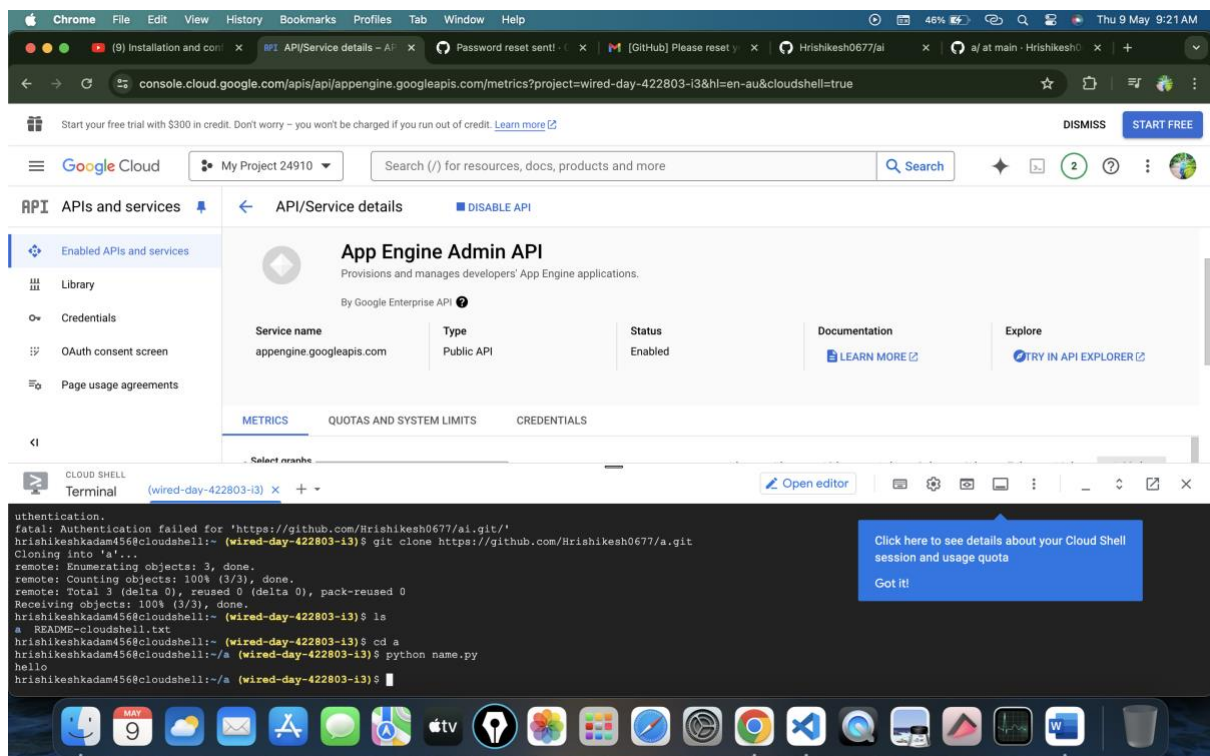 Chrome File Edit View History Bookmarks Profiles Tab Window Help
46% Thu 9 May 9:21 AM
(9) Installation and conf
API API/Service details – AP
Password reset sent! ·
[GitHub] Please reset y
Hrishikesh0677/ai
a/ at main · Hrishikesh0
console.cloud.google.com/apis/api/appengine.googleapis.com/metrics?project=wired-day-422803-i3&hl=en-au&cloudshell=true
Start your free trial with $300 in credit. Don't worry – you won't be charged if you run out of credit. Learn more
DISMISS START FREE
Google Cloud My Project 24910 Search (/) for resources, docs, products and more Search 2
API APIs and services API/Service details DISABLE API
Enabled APIs and services
Library
Credentials
OAuth consent screen
Page usage agreements
App Engine Admin API
Provisions and manages developers' App Engine applications.
By Google Enterprise API
Service name Type Status Documentation Explore
appengine.googleapis.com Public API Enabled LEARN MORE TRY IN API EXPLORER
METRICS QUOTAS AND SYSTEM LIMITS CREDENTIALS
Select graphs
CLOUD SHELL
Terminal (wired-day-422803-i3) Open editor
uthentication.
fatal: Authentication failed for 'https://github.com/Hrishikesh0677/ai.git/'
hrishikeshkadam456@cloudshell:~ (wired-day-422803-i3)$ git clone https://github.com/Hrishikesh0677/a.git
Cloning into 'a'...
remote: Enumerating objects: 3, done.
remote: Counting objects: 100% (3/3), done.
remote: Total 3 (delta 0), reused 0 (delta 0), pack-reused 0
Receiving objects: 100% (3/3), done.
hrishikeshkadam456@cloudshell:~ (wired-day-422803-i3)$ ls
a README-cloudshell.txt
hrishikeshkadam456@cloudshell:~ (wired-day-422803-i3)$ cd a
hrishikeshkadam456@cloudshell:~/a (wired-day-422803-i3)$ python name.py
hello
hrishikeshkadam456@cloudshell:~/a (wired-day-422803-i3)$
Click here to see details about your Cloud Shell
session and usage quota
Got it!
MAY
9
tv
W